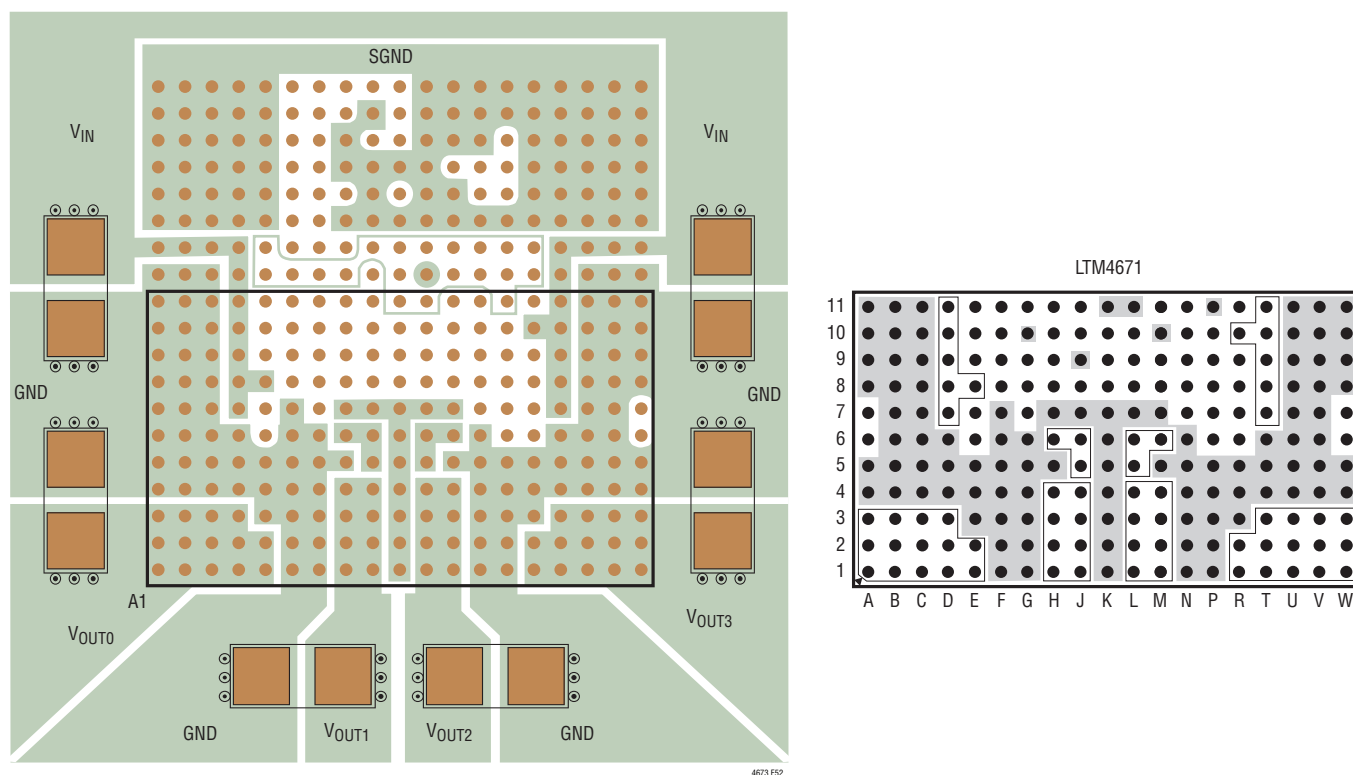 SGND
VIN
VIN
LTM4671
11
10
9
8
7
6
5
4
3
2
1
A B C D E F G H J K L M N P R T U V W
GND
GND
A1
VOUT0
VOUT3
GND
VOUT1
VOUT2
GND
4673 F52